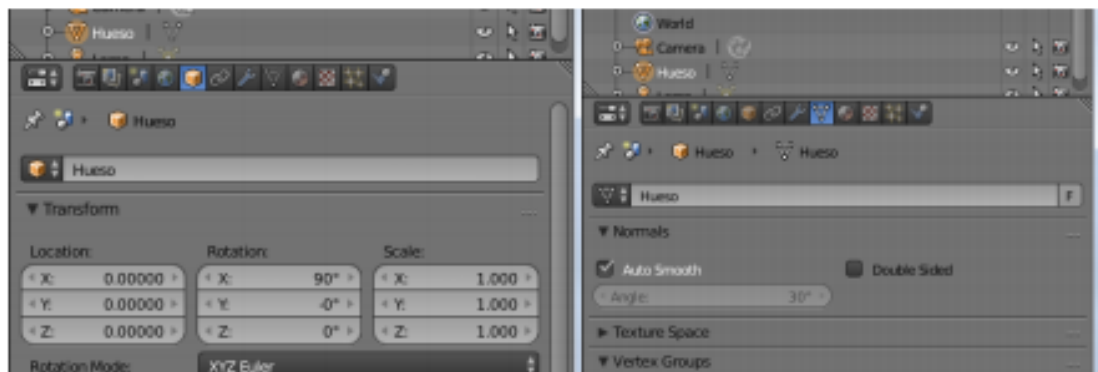 Hueso
Hueso
Hueso
Transform
Location:
Rotation:
Scale:
X: 0.00000
X: 90°
X: 1.000
Y: 0.00000
Y: -0°
Y: 1.000
Z: 0.00000
Z: 0°
Z: 1.000
Rotation Mode:
XYZ Euler
World
Camera
Hueso
Hueso
Hueso
Hueso
F
Normals
Auto Smooth
Double Sided
Angle: 30°
Texture Space
Vertex Groups